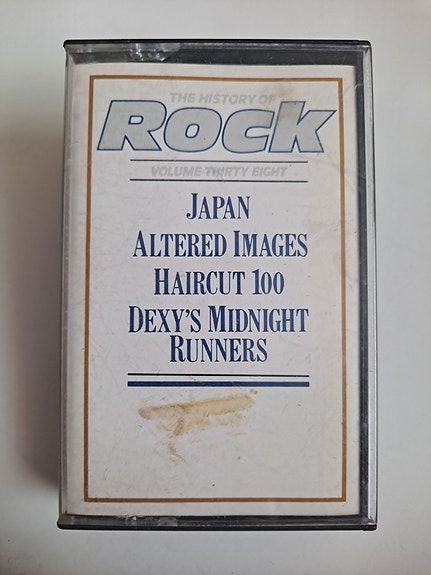 THE HISTORY OF
ROCK
VOLUME THIRTY EIGHT
JAPAN
ALTERED IMAGES
HAIRCUT 100
DEXY'S MIDNIGHT
RUNNERS